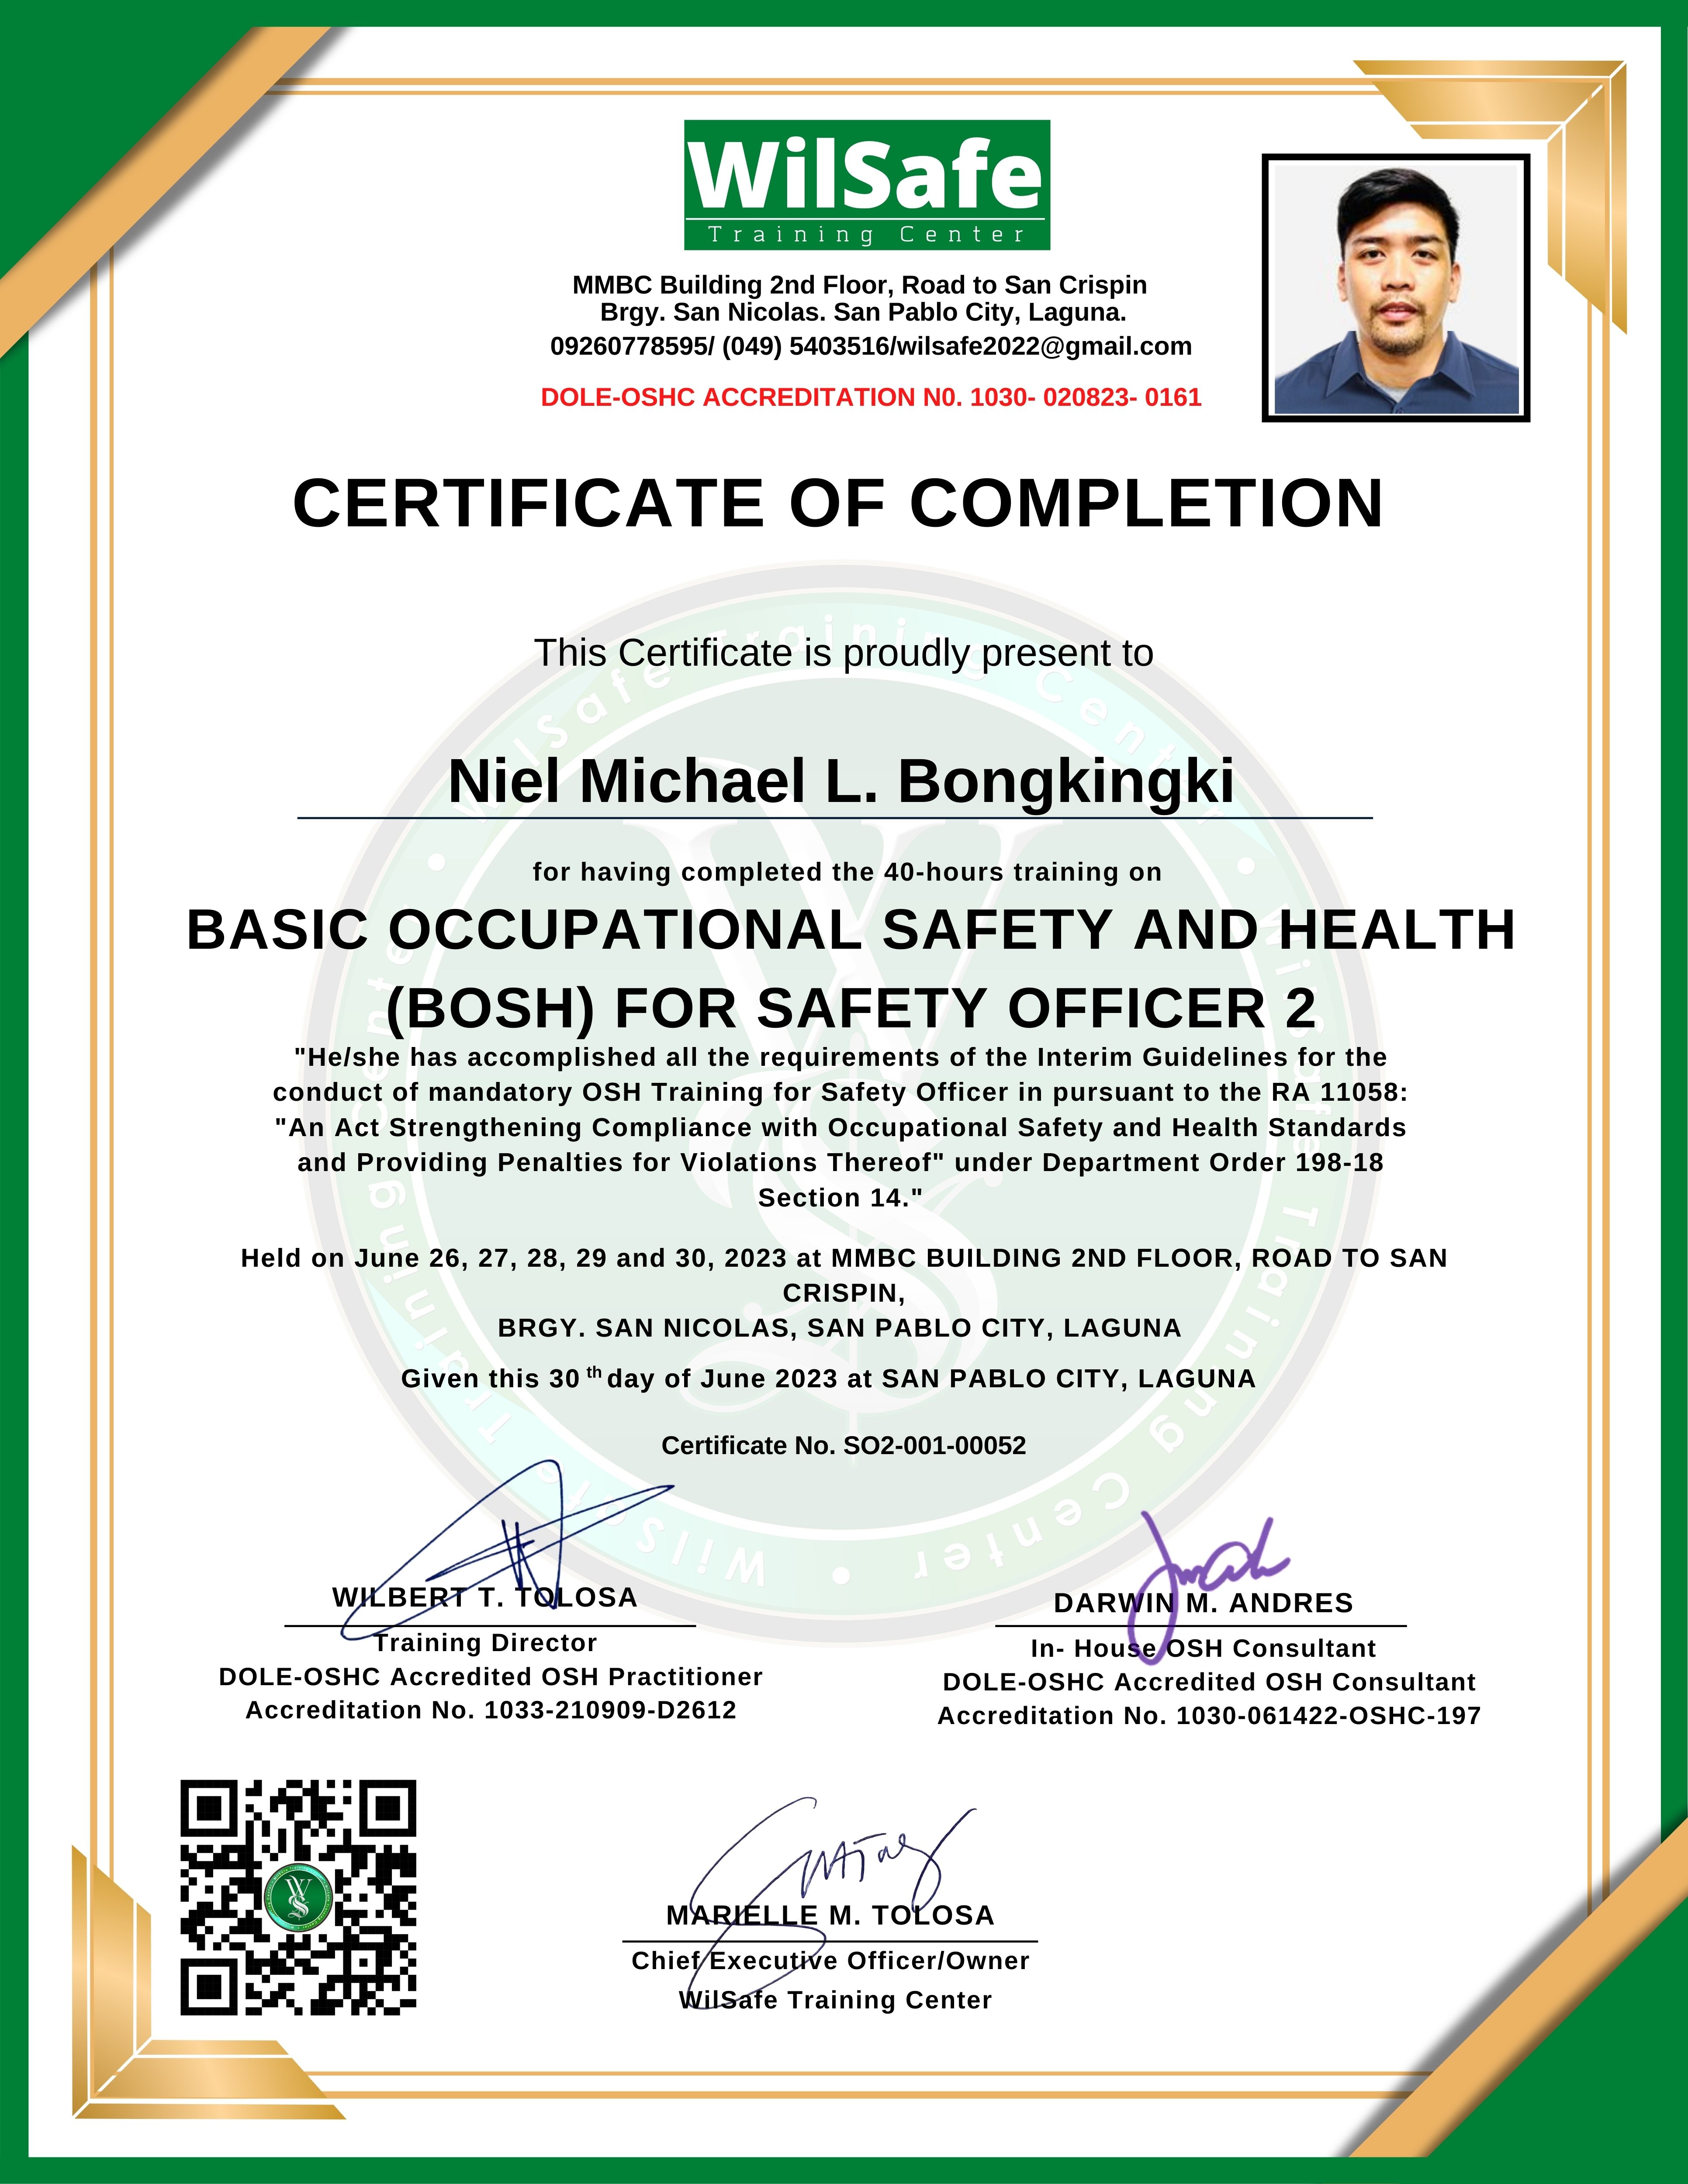 WilSafe
Training Center
MMBC Building 2nd Floor, Road to San Crispin
Brgy. San Nicolas. San Pablo City, Laguna.
09260778595/ (049) 5403516/wilsafe2022@gmail.com
DOLE-OSHC ACCREDITATION N0. 1030- 020823- 0161
CERTIFICATE OF COMPLETION
This Certificate is proudly present to
Niel Michael L. Bongkingki
for having completed the 40-hours training on
BASIC OCCUPATIONAL SAFETY AND HEALTH
(BOSH) FOR SAFETY OFFICER 2
"He/she has accomplished all the requirements of the Interim Guidelines for the
conduct of mandatory OSH Training for Safety Officer in pursuant to the RA 11058:
"An Act Strengthening Compliance with Occupational Safety and Health Standards
and Providing Penalties for Violations Thereof" under Department Order 198-18
Section 14."
Held on June 26, 27, 28, 29 and 30, 2023 at MMBC BUILDING 2ND FLOOR, ROAD TO SAN
CRISPIN,
BRGY. SAN NICOLAS, SAN PABLO CITY, LAGUNA
Given this 30 th day of June 2023 at SAN PABLO CITY, LAGUNA
Certificate No. SO2-001-00052
WilSafe Training Center • WilSafe Training Center • WilSafe Training Center •
WILBERT T. TOLOSA
Training Director
DOLE-OSHC Accredited OSH Practitioner
Accreditation No. 1033-210909-D2612
DARWIN M. ANDRES
In- House OSH Consultant
DOLE-OSHC Accredited OSH Consultant
Accreditation No. 1030-061422-OSHC-197
MARIELLE M. TOLOSA
Chief Executive Officer/Owner
WilSafe Training Center